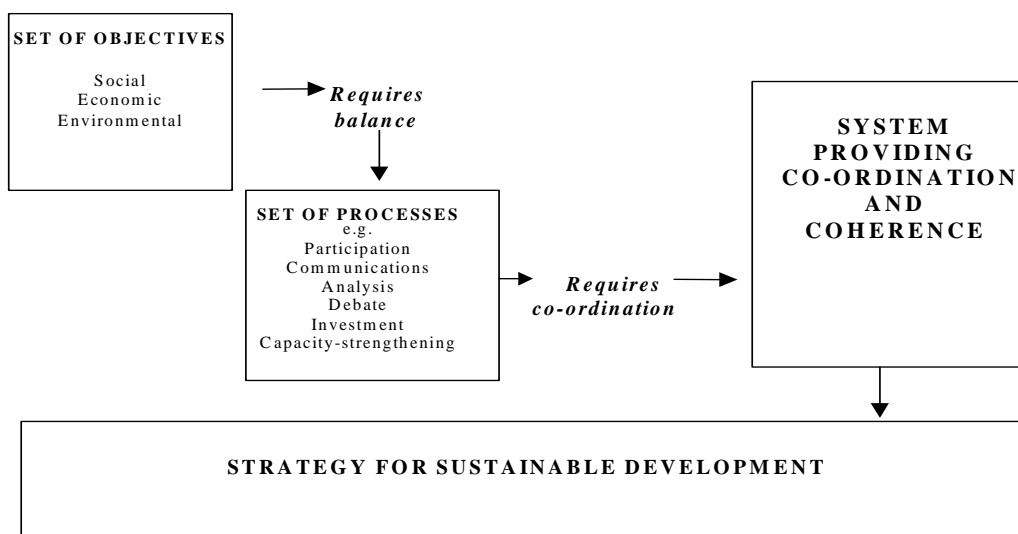 SET OF OBJECTIVES
Social
Economic
Environmental
Requires
balance
SET OF PROCESSES
e.g.
Participation
Communications
Analysis
Debate
Investment
Capacity-strengthening
Requires
co-ordination
SYSTEM
PROVIDING
CO-ORDINATION
AND
COHERENCE
STRATEGY FOR SUSTAINABLE DEVELOPMENT